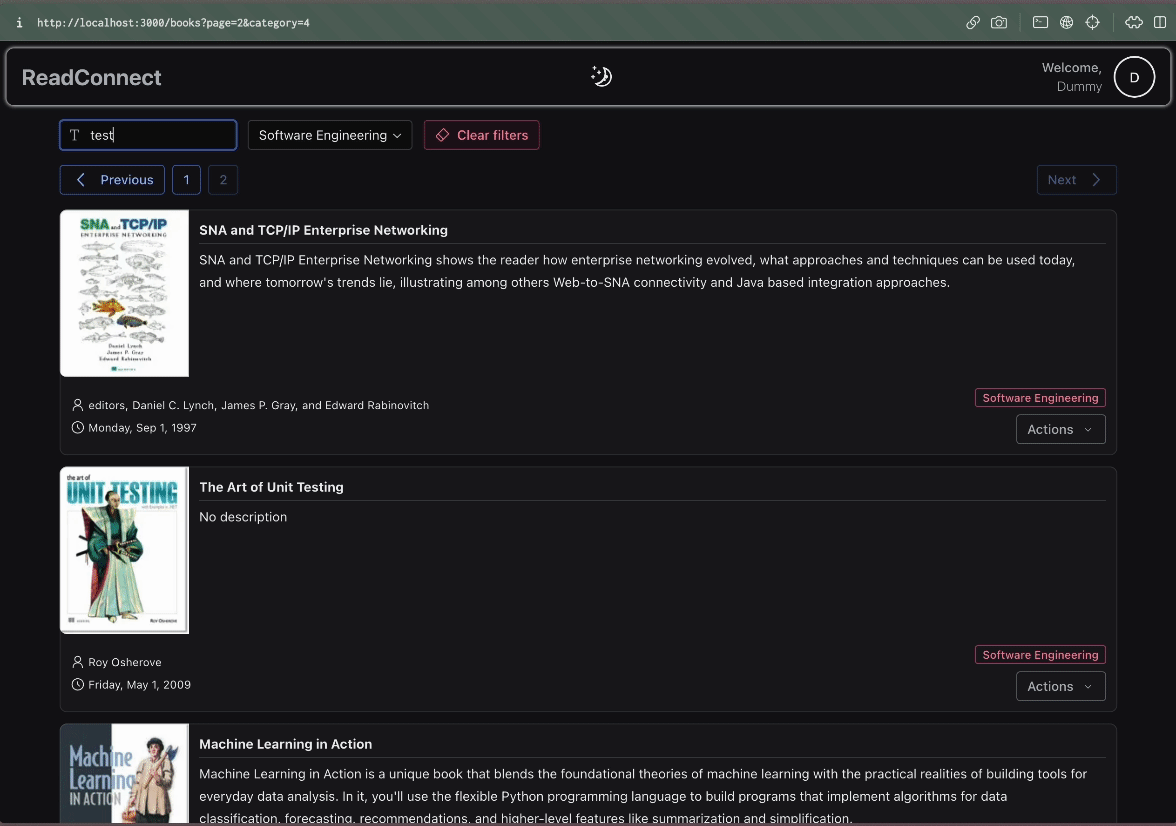 i http://localhost:3000/books?page=2&category=4
ReadConnect
Welcome,
Dummy
D
test
Software Engineering
Clear filters
Previous 1 2 Next
SNA and TCP/IP
ENTERPRISE NETWORKING
Daniel Lynch
James P. Gray
Edward Rabinovitch
SNA and TCP/IP Enterprise Networking
SNA and TCP/IP Enterprise Networking shows the reader how enterprise networking evolved, what approaches and techniques can be used today,
and where tomorrow's trends lie, illustrating among others Web-to-SNA connectivity and Java based integration approaches.
editors, Daniel C. Lynch, James P. Gray, and Edward Rabinovitch
Monday, Sep 1, 1997
Software Engineering
Actions
the art of
UNIT TESTING
ROY OSHEROVE
The Art of Unit Testing
No description
Roy Osherove
Friday, May 1, 2009
Software Engineering
Actions
Machine
Learning
IN ACTION
Machine Learning in Action
Machine Learning in Action is a unique book that blends the foundational theories of machine learning with the practical realities of building tools for
everyday data analysis. In it, you'll use the flexible Python programming language to build programs that implement algorithms for data
classification, forecasting, recommendations, and higher-level features like summarization and simplification.